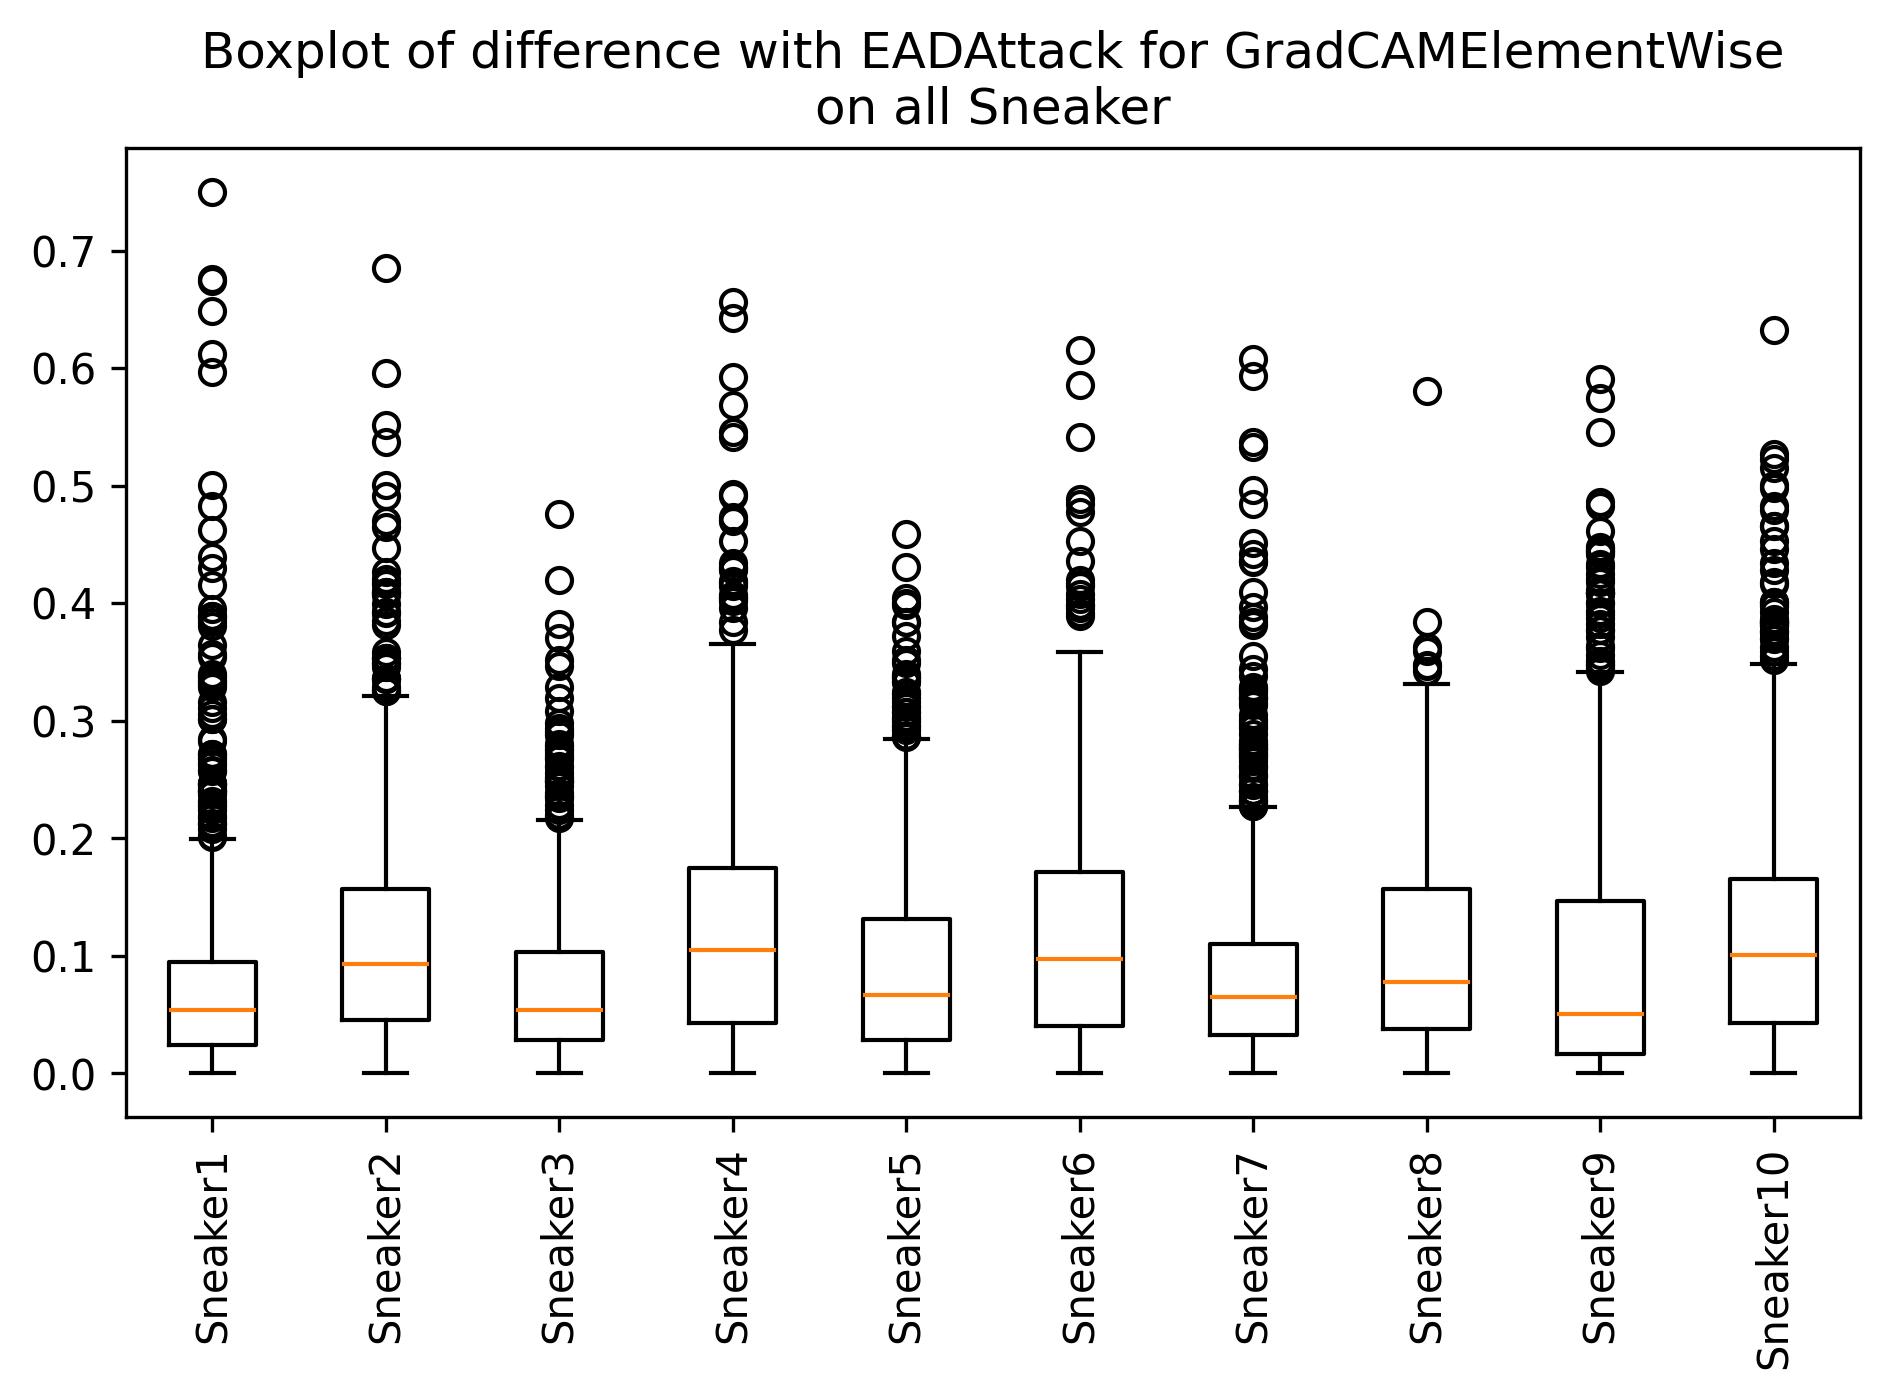 Boxplot of difference with EADAttack for GradCAMElementWise
on all Sneaker
0.7
0.6
0.5
0.4
0.3
0.2
0.1
0.0
Sneaker1
Sneaker2
Sneaker3
Sneaker4
Sneaker5
Sneaker6
Sneaker7
Sneaker8
Sneaker9
Sneaker10